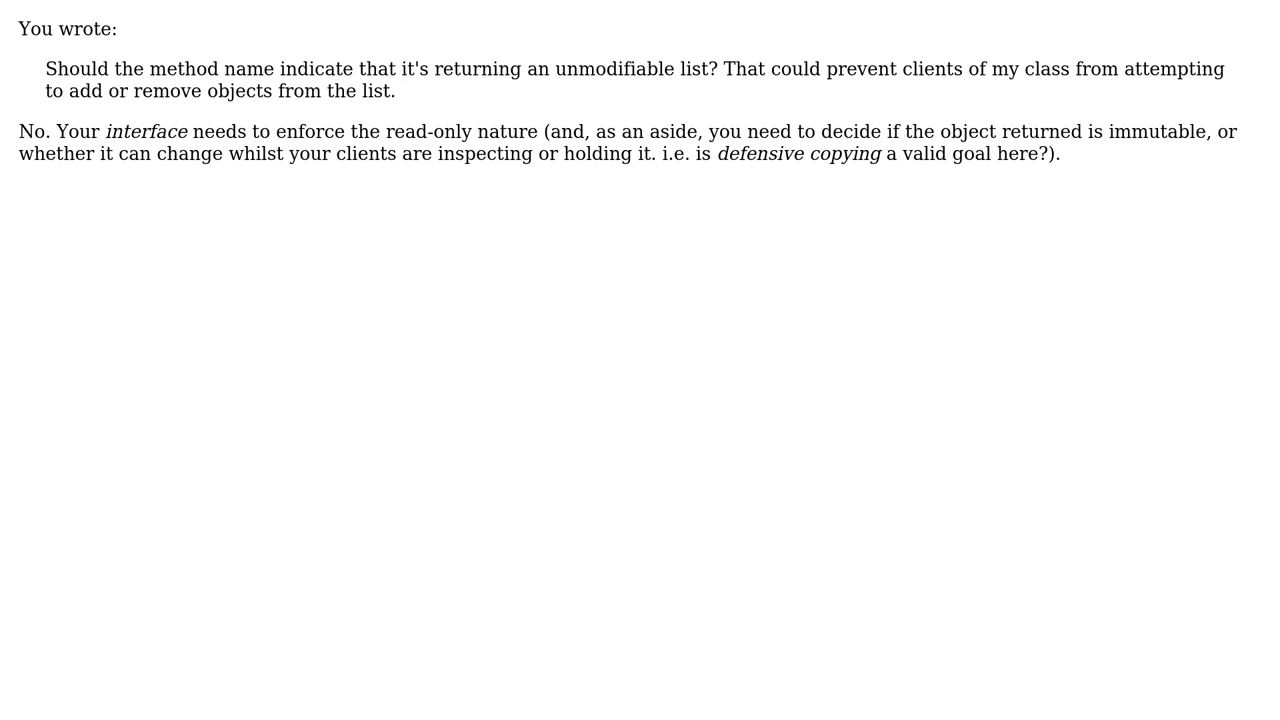 You wrote:
Should the method name indicate that it's returning an unmodifiable list? That could prevent clients of my class from attempting
to add or remove objects from the list.
No. Your interface needs to enforce the read-only nature (and, as an aside, you need to decide if the object returned is immutable, or
whether it can change whilst your clients are inspecting or holding it. i.e. is defensive copying a valid goal here?).